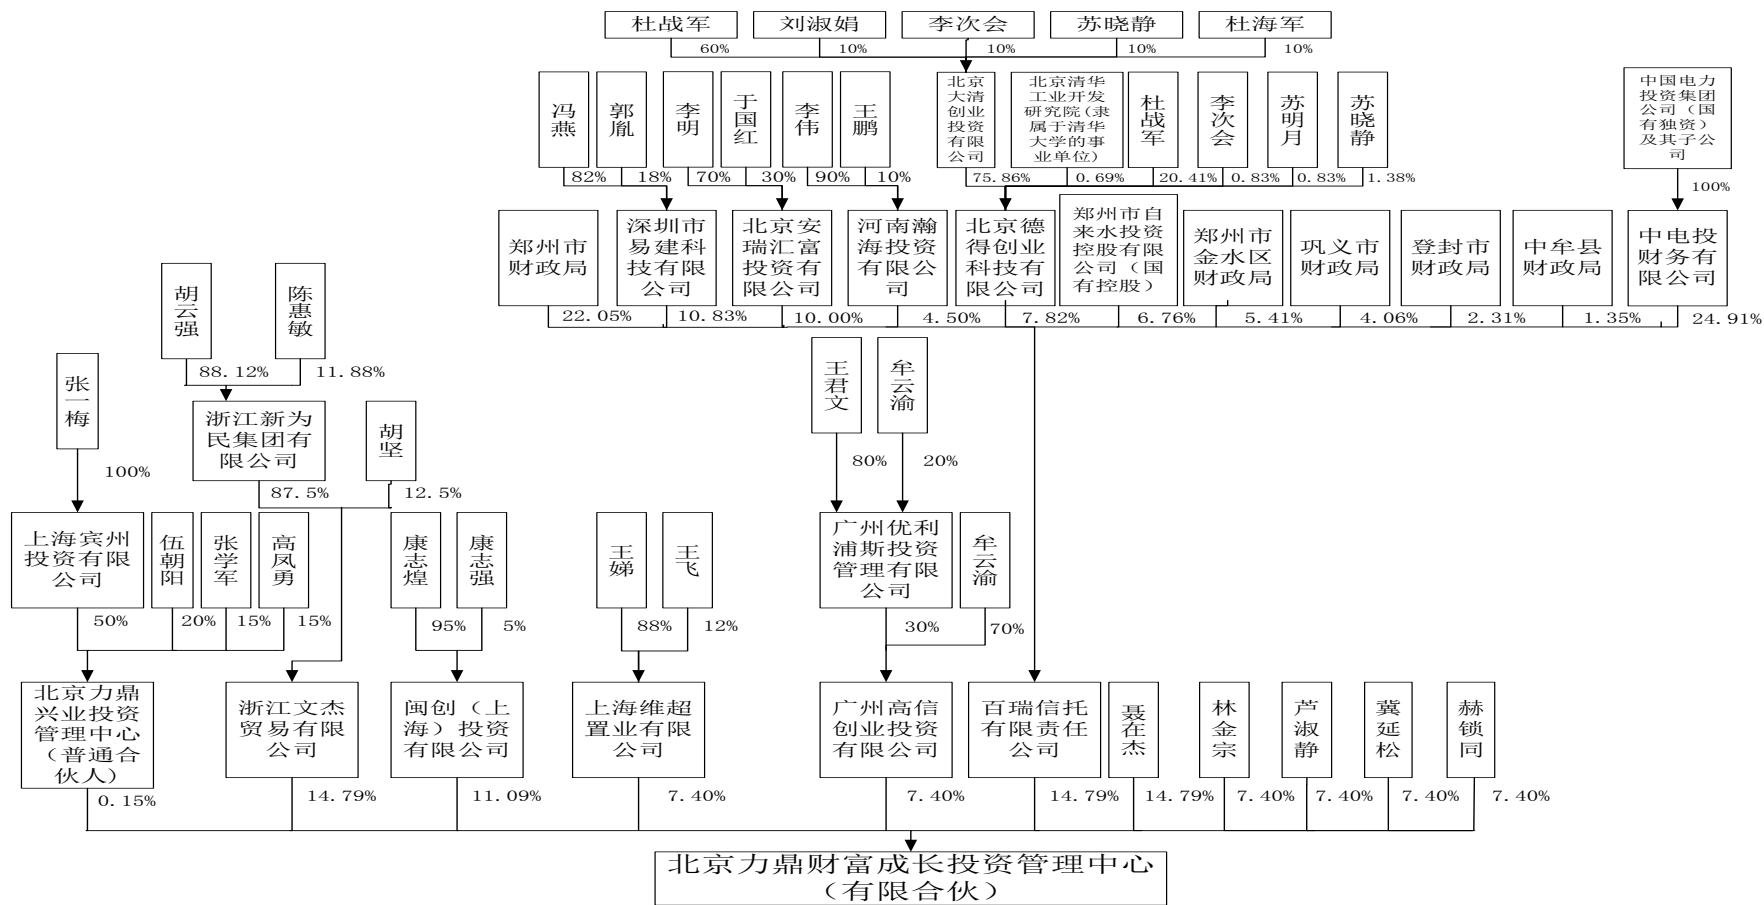 杜战军
刘淑娟
李次会
苏晓静
杜海军
60%
10%
10%
10%
10%
冯燕
郭胤
李明
于国红
李伟
王鹏
北京
大清
创业
投资
有限
公司
北京清华
工业开发
研究院(隶
属于清华
大学的事
业单位)
杜战军
李次会
苏明月
苏晓静
中国电力
投资集团
公司（国
有独资）
及其子公
司
82%
18%
70%
30%
90%
10%
75.86%
0.69%
20.41%
0.83%
0.83%
1.38%
100%
郑州市
财政局
深圳市
易建科
技有限
公司
北京安
瑞汇富
投资有
限公司
河南瀚
海投资
有限公
司
北京德
得创业
科技有
限公司
郑州市自
来水投资
控股有限
公司（国
有控股）
郑州市
金水区
财政局
巩义市
财政局
登封市
财政局
中牟县
财政局
中电投
财务有
限公司
22.05%
10.83%
10.00%
4.50%
7.82%
6.76%
5.41%
4.06%
2.31%
1.35%
24.91%
胡云强
陈惠敏
88.12%
11.88%
张一梅
王君文
牟云渝
浙江新为
民集团有
限公司
胡坚
100%
80%
20%
87.5%
12.5%
上海宾州
投资有限
公司
伍朝阳
张学军
高凤勇
康志煌
康志强
王娣
王飞
广州优利
浦斯投资
管理有限
公司
牟云渝
50%
20%
15%
15%
95%
5%
88%
12%
30%
70%
北京力鼎
兴业投资
管理中心
（普通合
伙人）
浙江文杰
贸易有限
公司
闽创（上
海）投资
有限公司
上海维超
置业有限
公司
广州高信
创业投资
有限公司
百瑞信托
有限责任
公司
聂在杰
林金宗
芦淑静
冀延松
赫锁同
0.15%
14.79%
11.09%
7.40%
7.40%
14.79%
14.79%
7.40%
7.40%
7.40%
7.40%
北京力鼎财富成长投资管理中心
（有限合伙）